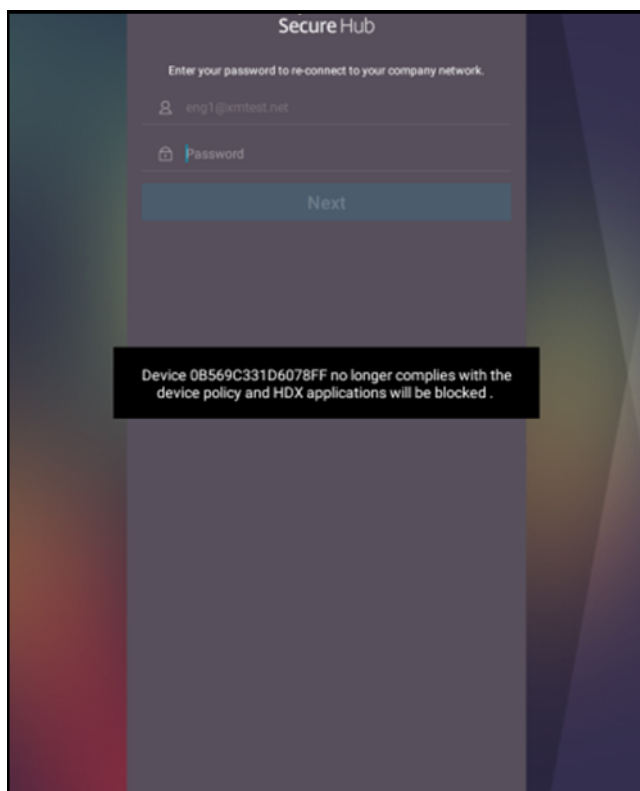 Secure Hub
Enter your password to re-connect to your company network.
eng1@xmtest.net
Password
Next
Device 0B569C331D6078FF no longer complies with the
device policy and HDX applications will be blocked .